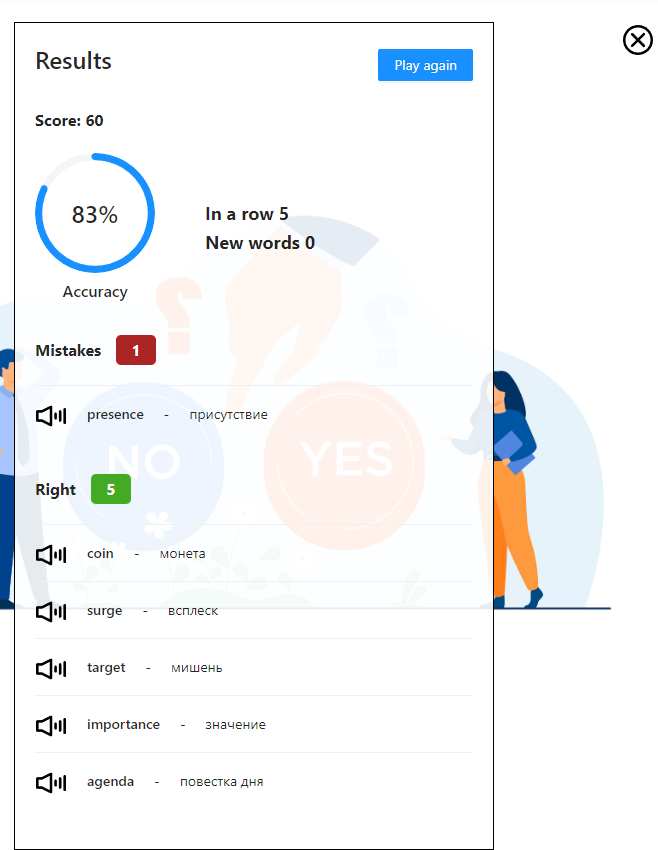 Results
Play again
Score: 60
83%
In a row 5
New words 0
Accuracy
Mistakes 1
presence - присутствие
NO
YES
Right 5
coin - монета
surge - всплеск
target - мишень
importance - значение
agenda - повестка дня